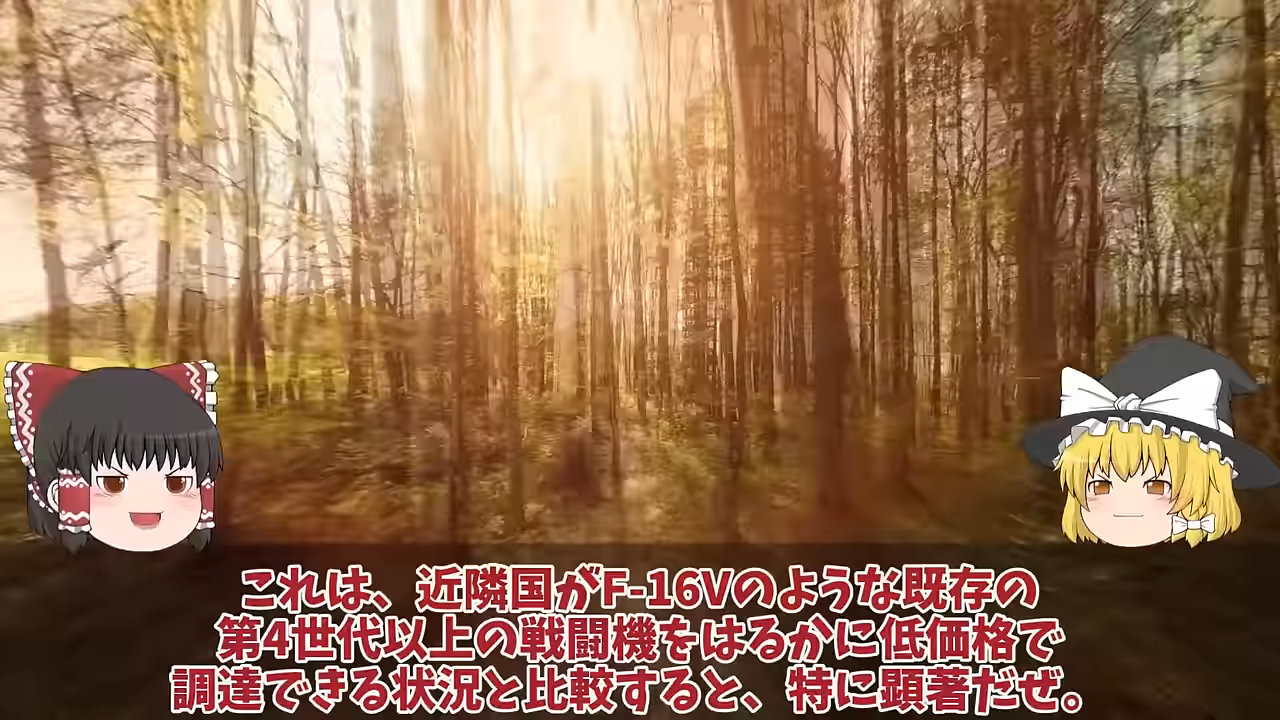 これは、近隣国がF-16Vのような既存の
第4世代以上の戦闘機をはるかに低価格で
調達できる状況と比較すると、特に顕著だぜ。